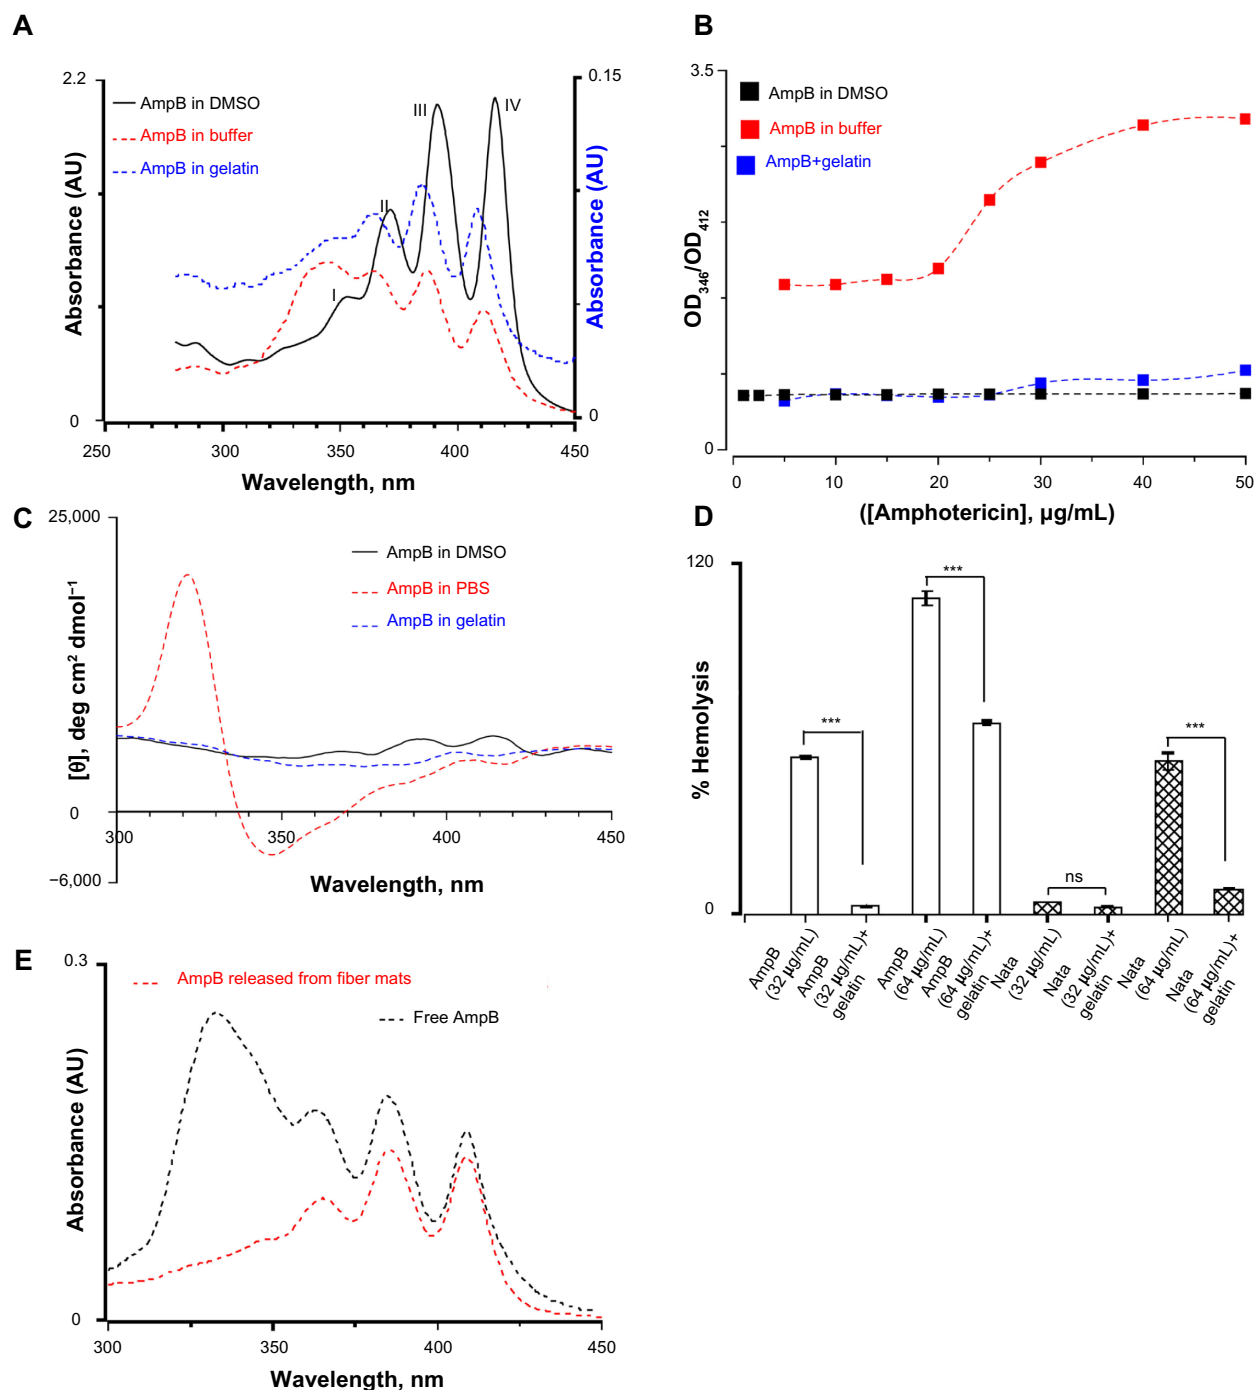 A
2.2
0.15
AmpB in DMSO
AmpB in buffer
AmpB in gelatin
I
II
III
IV
Absorbance (AU)
Absorbance (AU)
0
0
250
300
350
400
450
Wavelength, nm
B
3.5
AmpB in DMSO
AmpB in buffer
AmpB+gelatin
OD346/OD412
0
0
10
20
30
40
50
([Amphotericin], µg/mL)
C
25,000
AmpB in DMSO
AmpB in PBS
AmpB in gelatin
[θ], deg cm² dmol⁻¹
0
300
350
400
450
−6,000
Wavelength, nm
D
120
% Hemolysis
0
***
***
ns
***
AmpB
(32 µg/mL)
AmpB
(32 µg/mL)+
gelatin
AmpB
(64 µg/mL)
AmpB
(64 µg/mL)+
gelatin
Nata
(32 µg/mL)
Nata
(32 µg/mL)+
gelatin
Nata
(64 µg/mL)
Nata
(64 µg/mL)+
gelatin
E
0.3
AmpB released from fiber mats
Free AmpB
Absorbance (AU)
0
300
350
400
450
Wavelength, nm